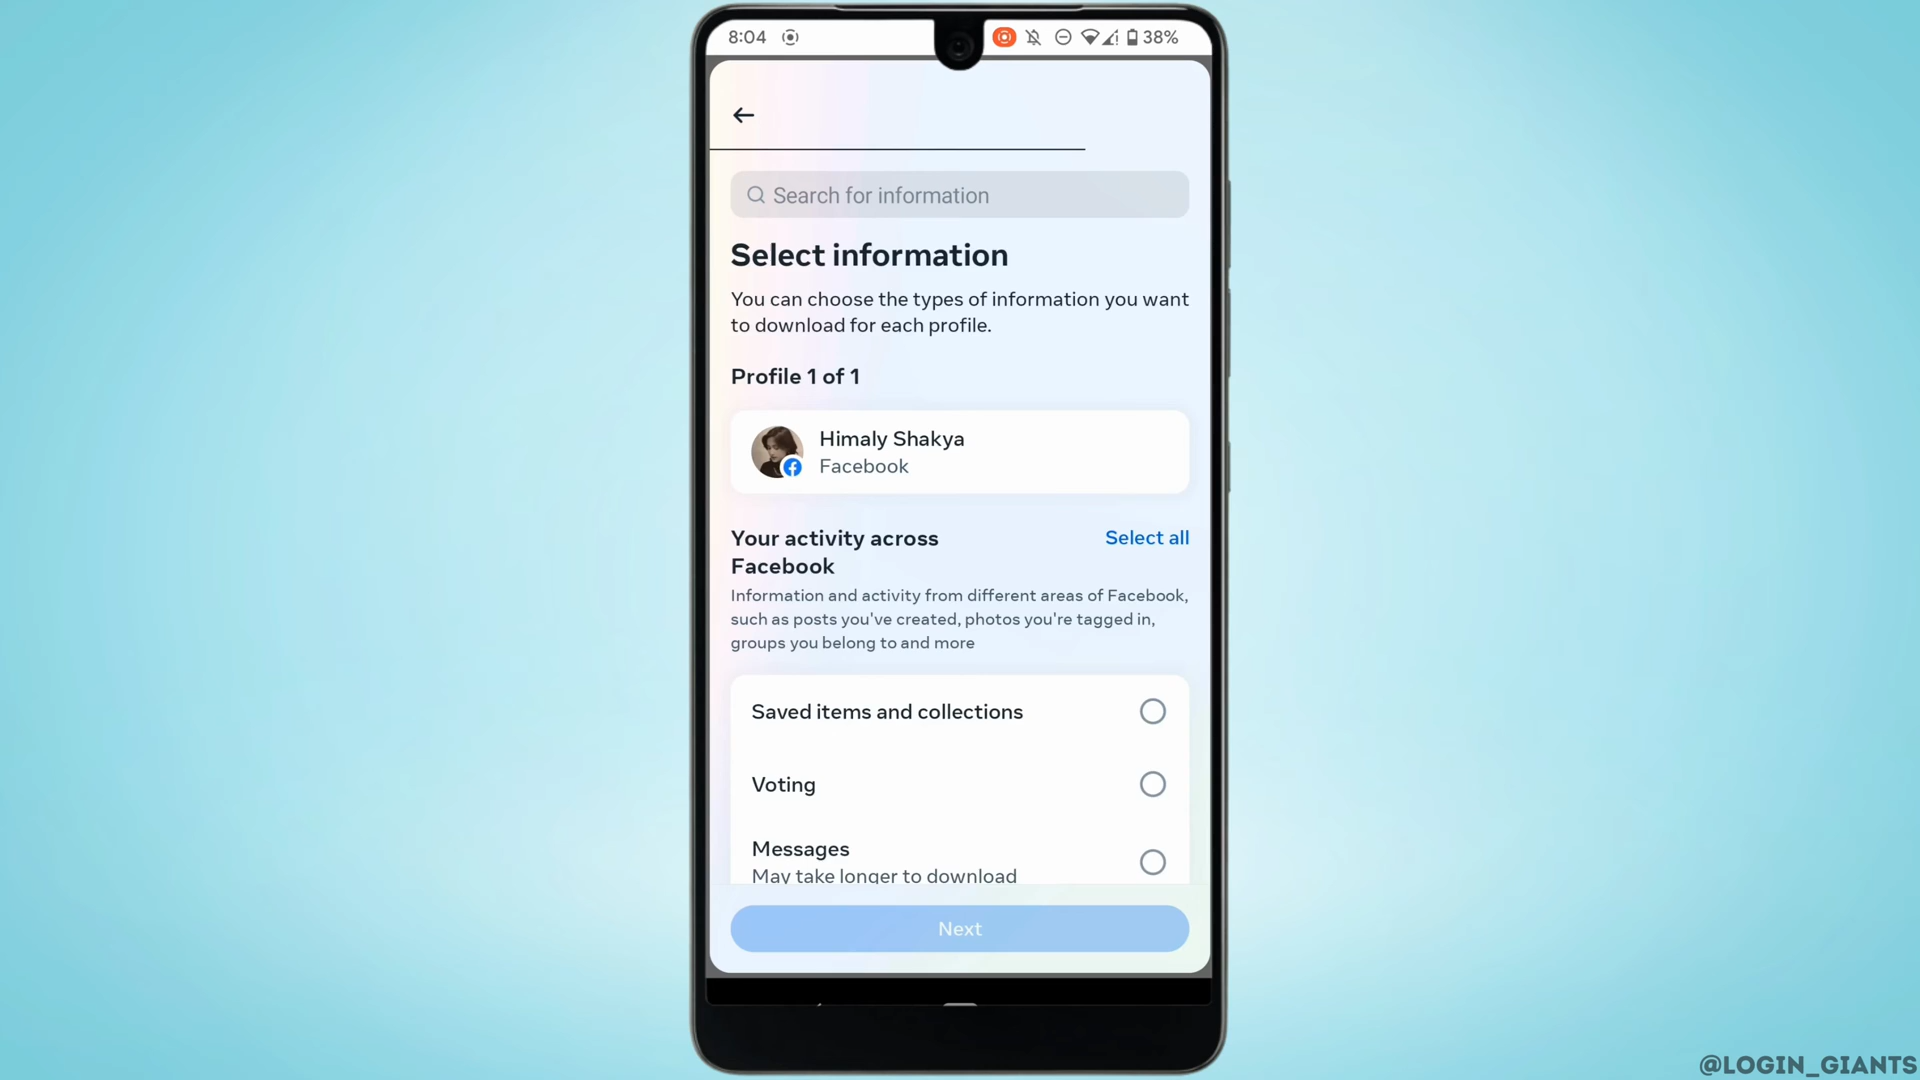 8:04
38%
Search for information
Select information
You can choose the types of information you want
to download for each profile.
Profile 1 of 1
Himaly Shakya
Facebook
Your activity across
Facebook
Select all
Information and activity from different areas of Facebook,
such as posts you've created, photos you're tagged in,
groups you belong to and more
Saved items and collections
Voting
Messages
May take longer to download
Next
@LOGIN_GIANTS